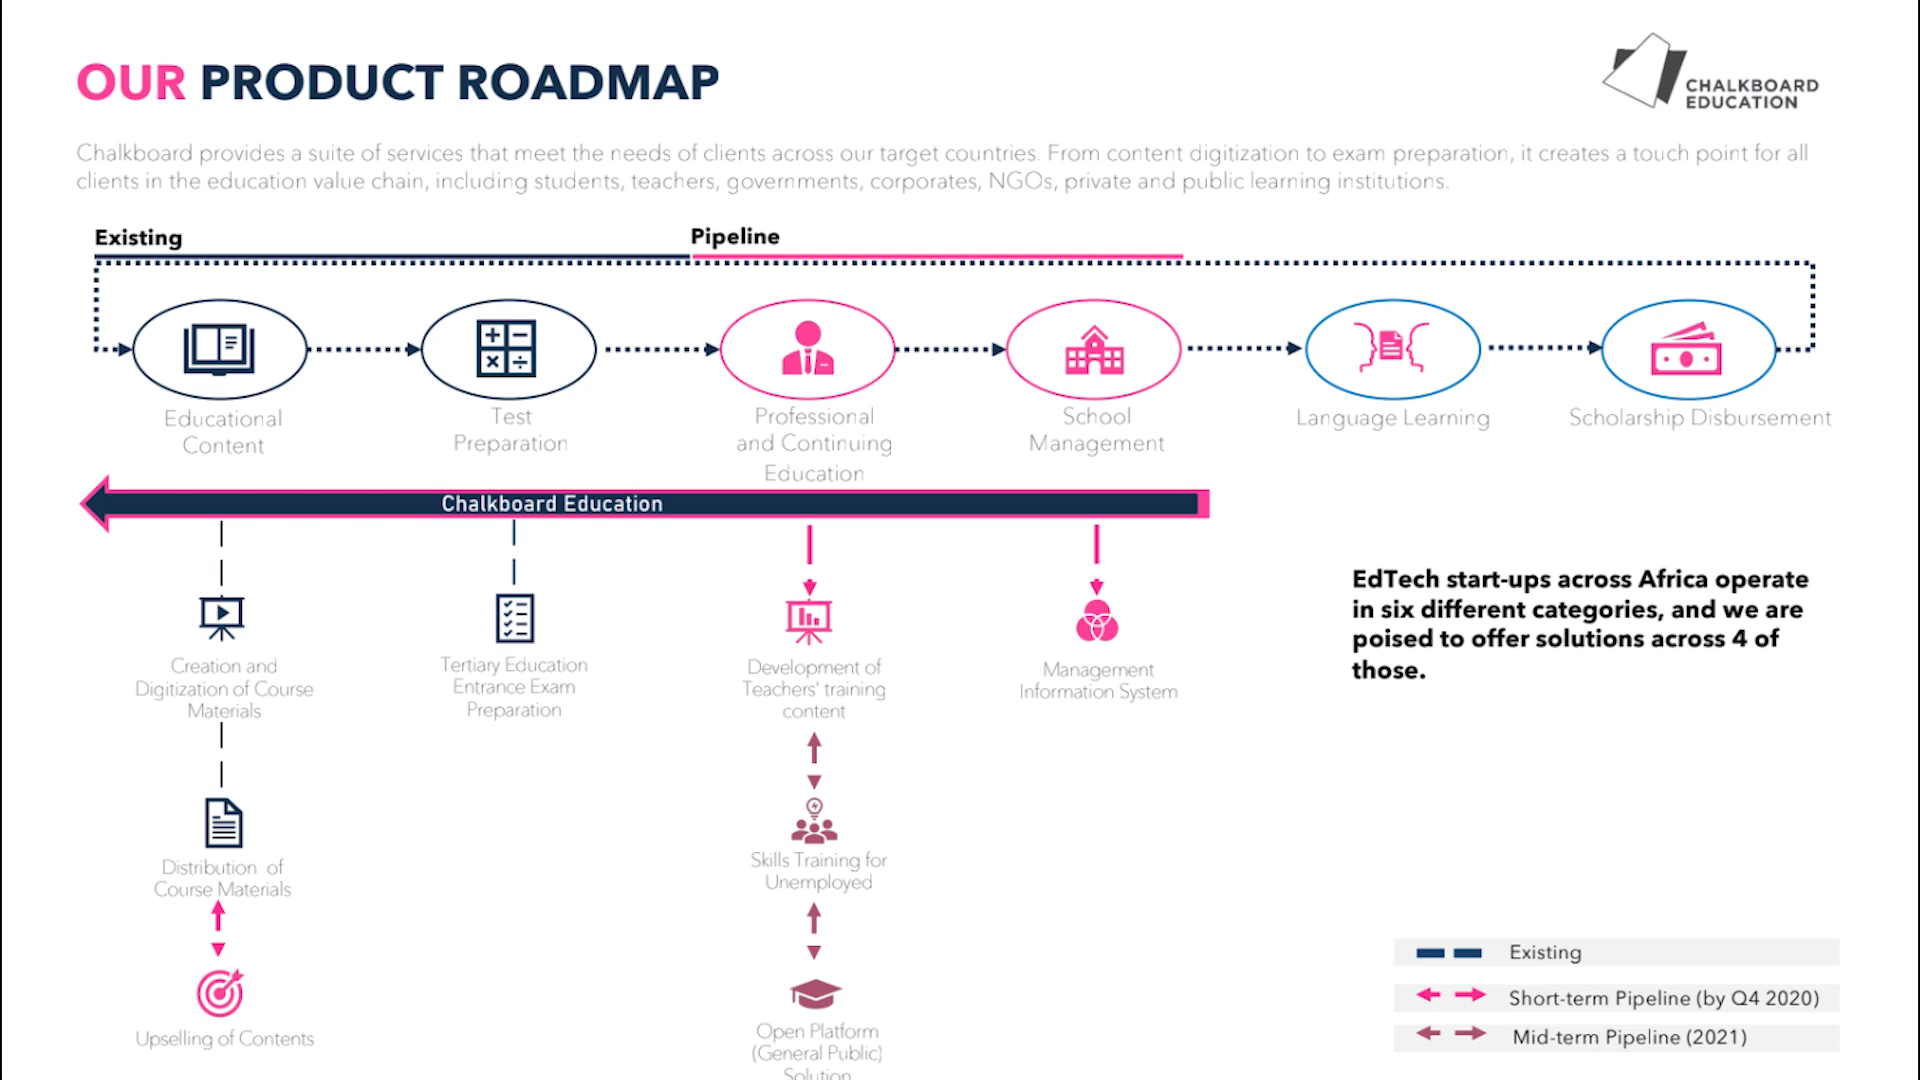 OUR PRODUCT ROADMAP
CHALKBOARD
EDUCATION
Chalkboard provides a suite of services that meet the needs of clients across our target countries. From content digitization to exam preparation, it creates a touch point for all
clients in the education value chain, including students, teachers, governments, corporates, NGOs, private and public learning institutions.
Existing
Pipeline
Educational
Content
Test
Preparation
Professional
and Continuing
Education
School
Management
Language Learning
Scholarship Disbursement
Chalkboard Education
Creation and
Digitization of Course
Materials
Tertiary Education
Entrance Exam
Preparation
Development of
Teachers' training
content
Management
Information System
EdTech start-ups across Africa operate
in six different categories, and we are
poised to offer solutions across 4 of
those.
Distribution of
Course Materials
Skills Training for
Unemployed
Upselling of Contents
Open Platform
(General Public)
Solution
Existing
Short-term Pipeline (by Q4 2020)
Mid-term Pipeline (2021)